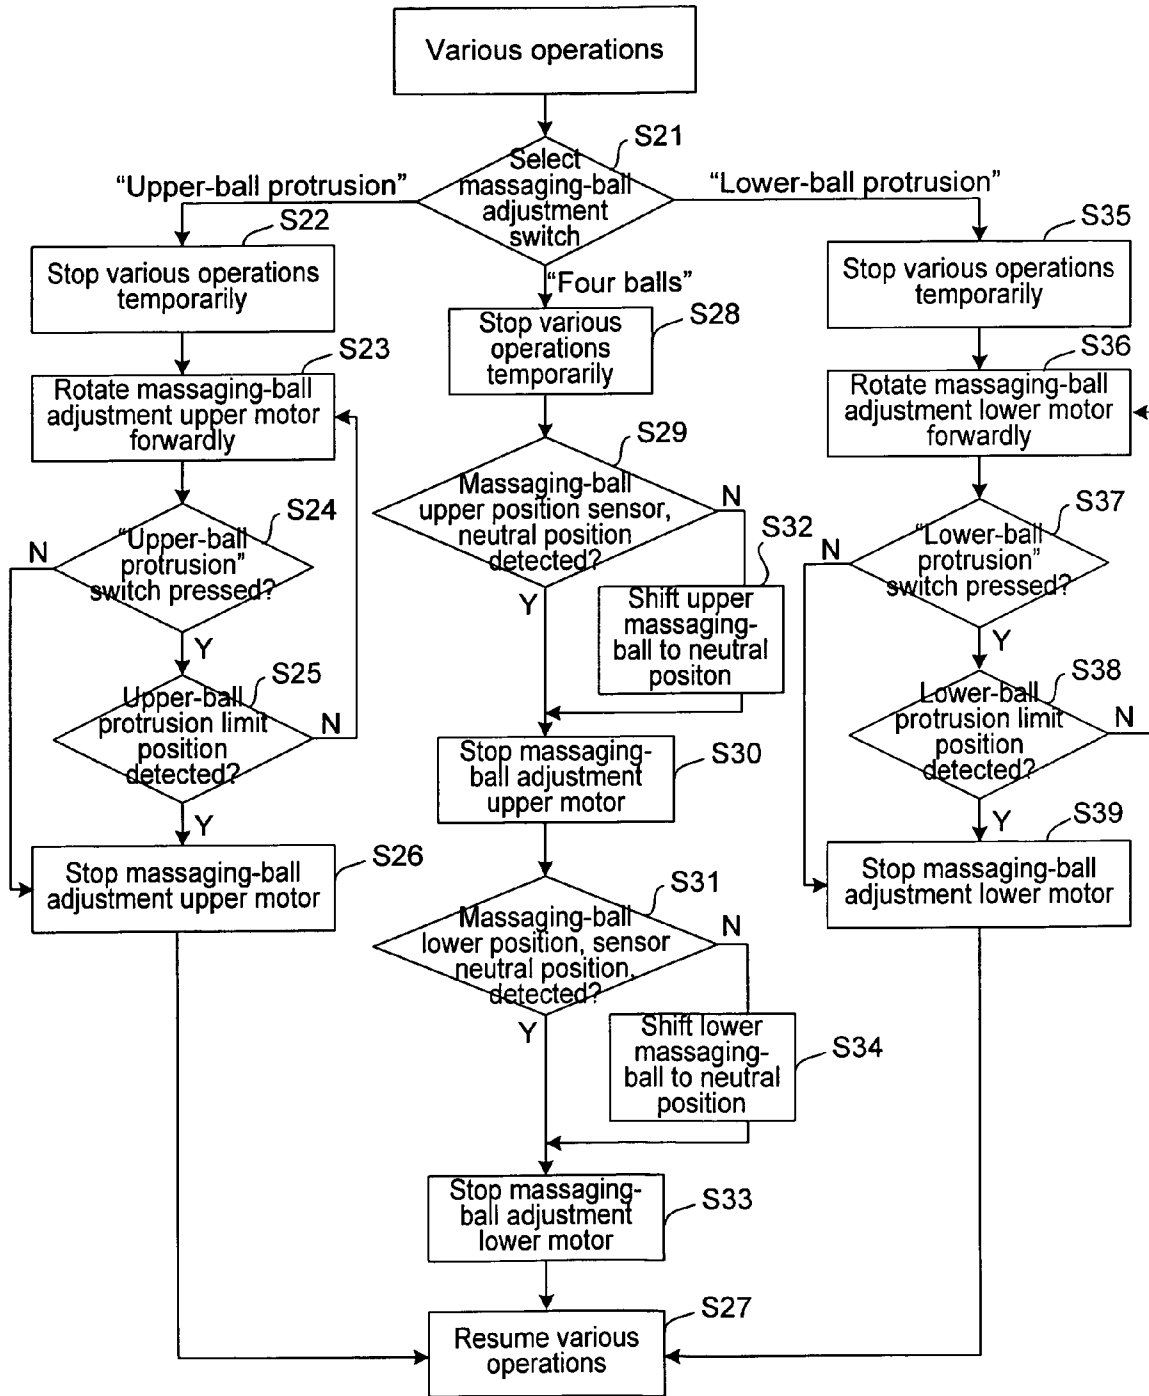 Various operations
S21
Select
massaging-ball
adjustment
switch
“Upper-ball protrusion”
“Lower-ball protrusion”
“Four balls”
S22
Stop various operations
temporarily
S23
Rotate massaging-ball
adjustment upper motor
forwardly
S24
“Upper-ball
protrusion”
switch pressed?
N
Y
S25
Upper-ball
protrusion limit
position
detected?
N
Y
S26
Stop massaging-ball
adjustment upper motor
S28
Stop various
operations
temporarily
S29
Massaging-ball
upper position sensor,
neutral position
detected?
N
Y
S32
Shift upper
massaging-
ball to neutral
positon
S30
Stop massaging-
ball adjustment
upper motor
S31
Massaging-ball
lower position, sensor
neutral position,
detected?
N
Y
S34
Shift lower
massaging-
ball to neutral
position
S33
Stop massaging-
ball adjustment
lower motor
S35
Stop various operations
temporarily
S36
Rotate massaging-ball
adjustment lower motor
forwardly
S37
“Lower-ball
protrusion”
switch pressed?
N
Y
S38
Lower-ball
protrusion limit
position
detected?
N
Y
S39
Stop massaging-ball
adjustment lower motor
S27
Resume various
operations